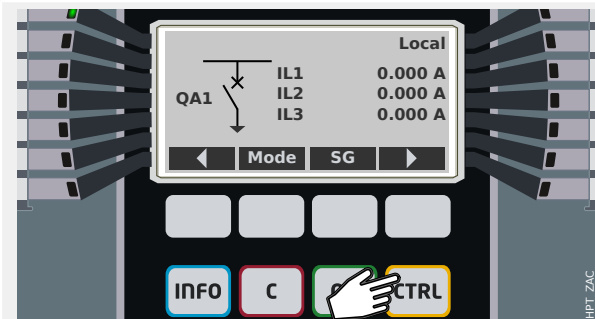 Local
IL1 0.000 A
QA1 IL2 0.000 A
IL3 0.000 A
Mode SG
INFO C CTRL
HPT ZAC